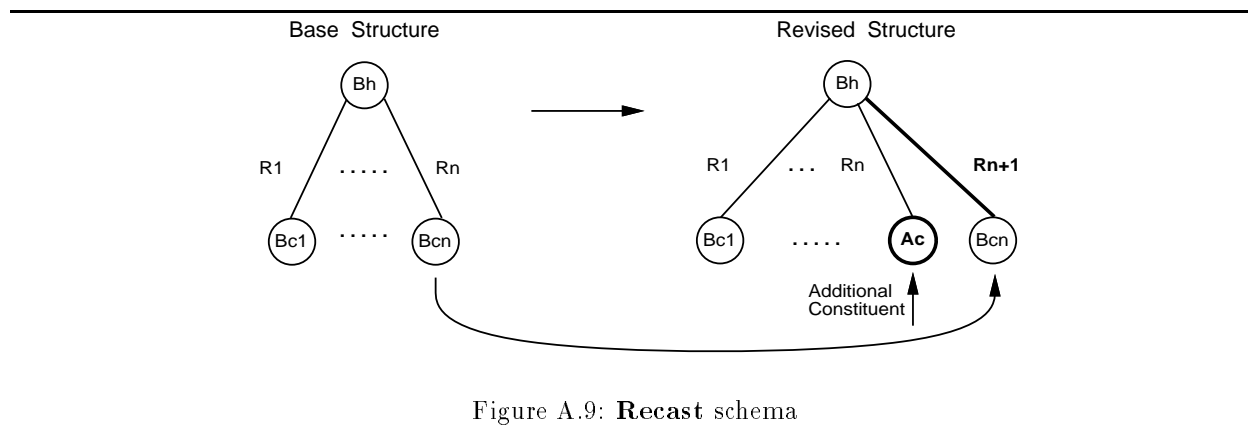 Base Structure
Revised Structure
Bh
Bh
R1
.....
Rn
R1
...
Rn
Rn+1
Bc1
.....
Bcn
Bc1
.....
Ac
Bcn
Additional
Constituent
Figure A.9: Recast schema